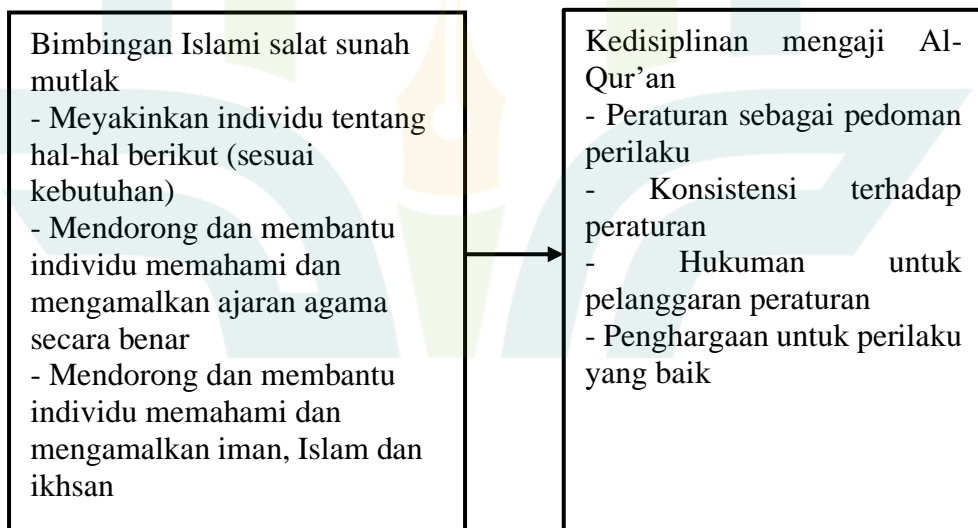 Bimbingan Islami salat sunah
mutlak
- Meyakinkan individu tentang
hal-hal berikut (sesuai
kebutuhan)
- Mendorong dan membantu
individu memahami dan
mengamalkan ajaran agama
secara benar
- Mendorong dan membantu
individu memahami dan
mengamalkan iman, Islam dan
ikhsan
Kedisiplinan mengaji Al-
Qur’an
- Peraturan sebagai pedoman
perilaku
- Konsistensi terhadap
peraturan
- Hukuman untuk
pelanggaran peraturan
- Penghargaan untuk perilaku
yang baik